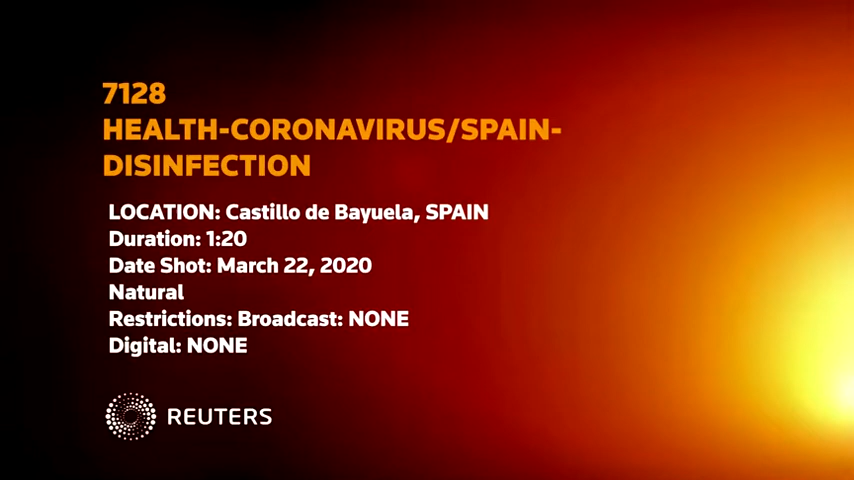 7128
HEALTH-CORONAVIRUS/SPAIN-
DISINFECTION
LOCATION: Castillo de Bayuela, SPAIN
Duration: 1:20
Date Shot: March 22, 2020
Natural
Restrictions: Broadcast: NONE
Digital: NONE
REUTERS